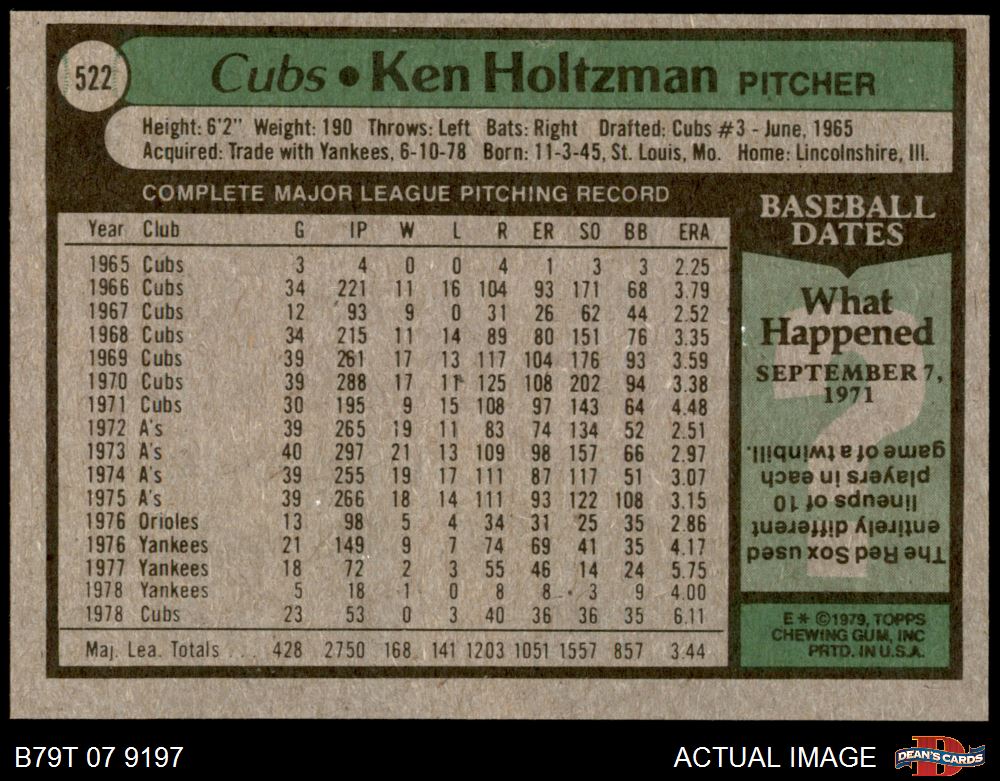 522
Cubs • Ken Holtzman PITCHER
Height: 6'2" Weight: 190 Throws: Left Bats: Right Drafted: Cubs #3 - June, 1965
Acquired: Trade with Yankees, 6-10-78 Born: 11-3-45, St. Louis, Mo. Home: Lincolnshire, Ill.
COMPLETE MAJOR LEAGUE PITCHING RECORD
Year Club G IP W L R ER SO BB ERA
1965 Cubs 3 4 0 0 4 1 3 3 2.25
1966 Cubs 34 221 11 16 104 93 171 68 3.79
1967 Cubs 12 93 9 0 31 26 62 44 2.52
1968 Cubs 34 215 11 14 89 80 151 76 3.35
1969 Cubs 39 261 17 13 117 104 176 93 3.59
1970 Cubs 39 288 17 11 125 108 202 94 3.38
1971 Cubs 30 195 9 15 108 97 143 64 4.48
1972 A's 39 265 19 11 83 74 134 52 2.51
1973 A's 40 297 21 13 109 98 157 66 2.97
1974 A's 39 255 19 17 111 87 117 51 3.07
1975 A's 39 266 18 14 111 93 122 108 3.15
1976 Orioles 13 98 5 4 34 31 25 35 2.86
1976 Yankees 21 149 9 7 74 69 41 35 4.17
1977 Yankees 18 72 2 3 55 46 14 24 5.75
1978 Yankees 5 18 1 0 8 8 3 9 4.00
1978 Cubs 23 53 0 3 40 36 36 35 6.11
Maj. Lea. Totals ... 428 2750 168 141 1203 1051 1557 857 3.44
BASEBALL
DATES
What
Happened
SEPTEMBER 7,
1971
The Red Sox used
entirely different
lineups of 10
players in each
game of a twinbill.
E * ©1979, TOPPS
CHEWING GUM, INC
PRTD. IN U.S.A.
B79T 07 9197
ACTUAL IMAGE
D
DEAN'S CARDS